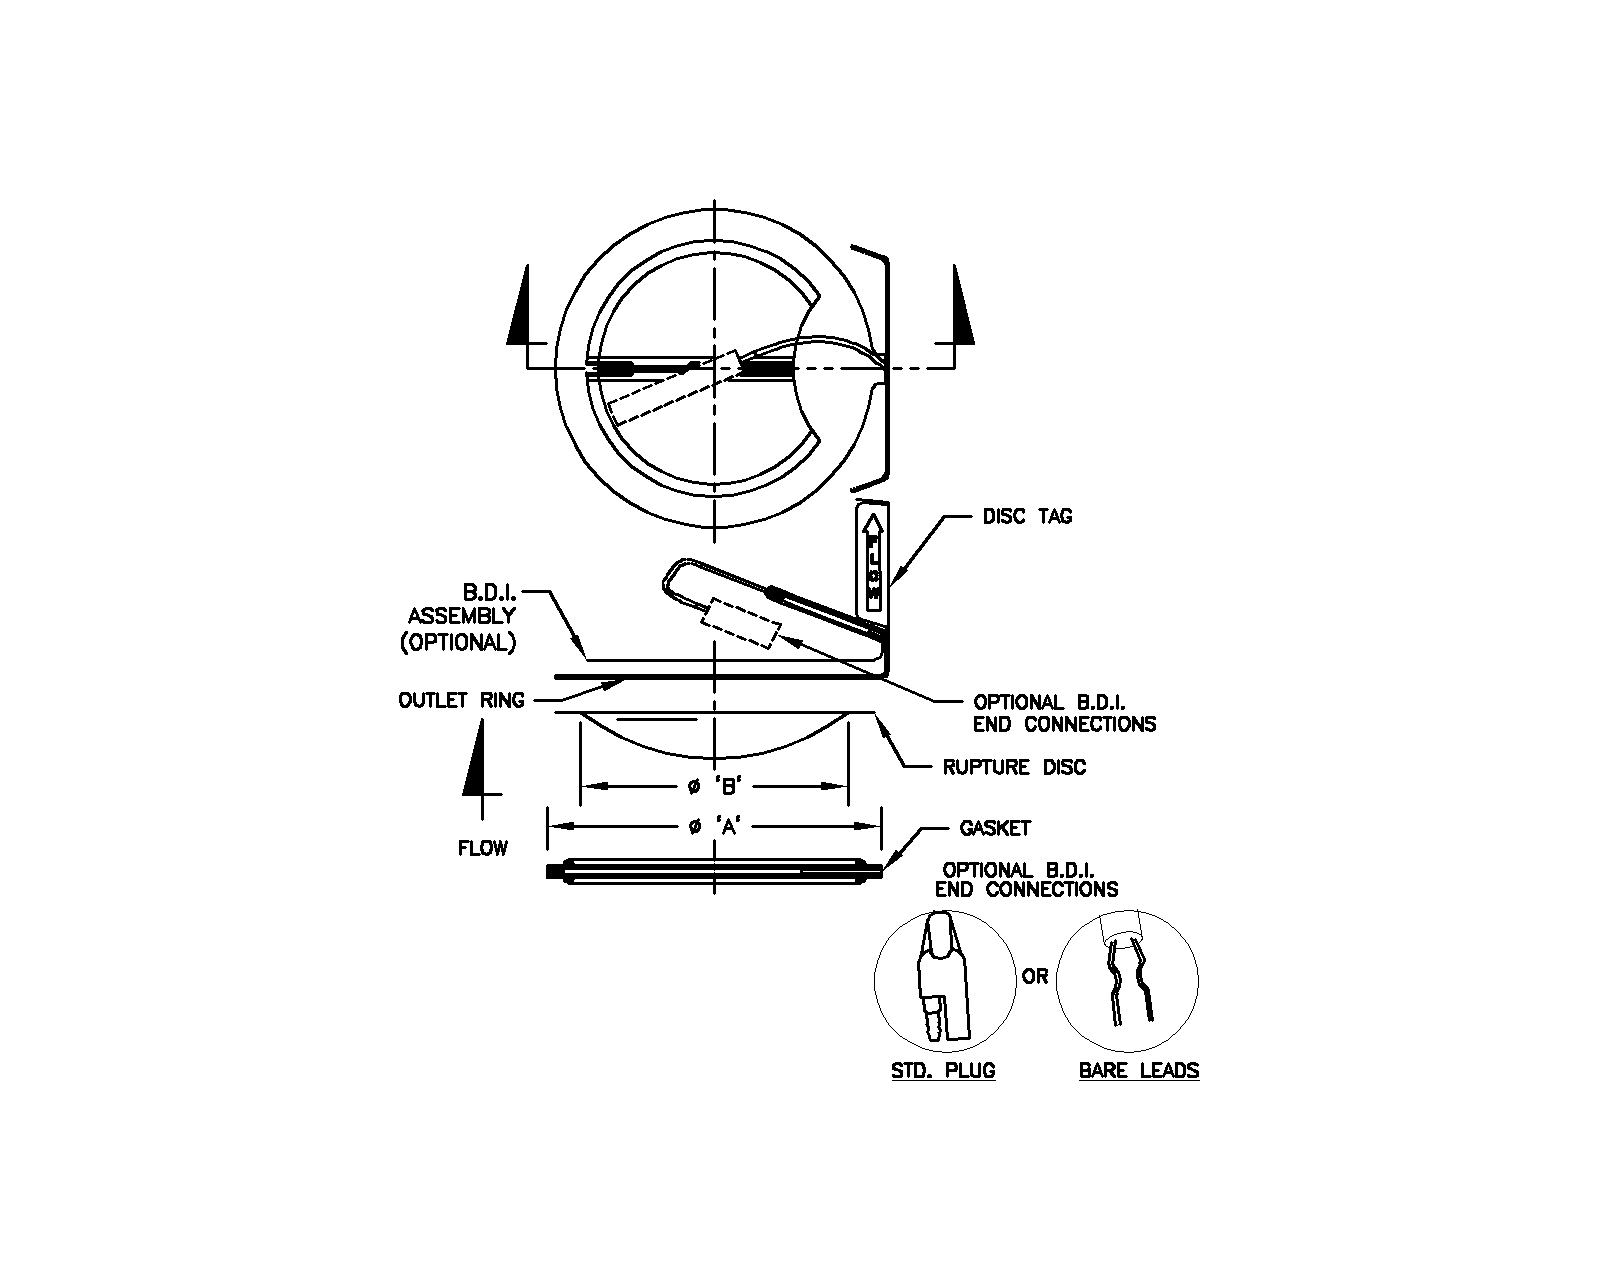 DISC TAG
FLOW
B.D.I.
ASSEMBLY
(OPTIONAL)
OUTLET RING
OPTIONAL B.D.I.
END CONNECTIONS
RUPTURE DISC
Ø 'B'
Ø 'A'
GASKET
FLOW
OPTIONAL B.D.I.
END CONNECTIONS
OR
STD. PLUG
BARE LEADS